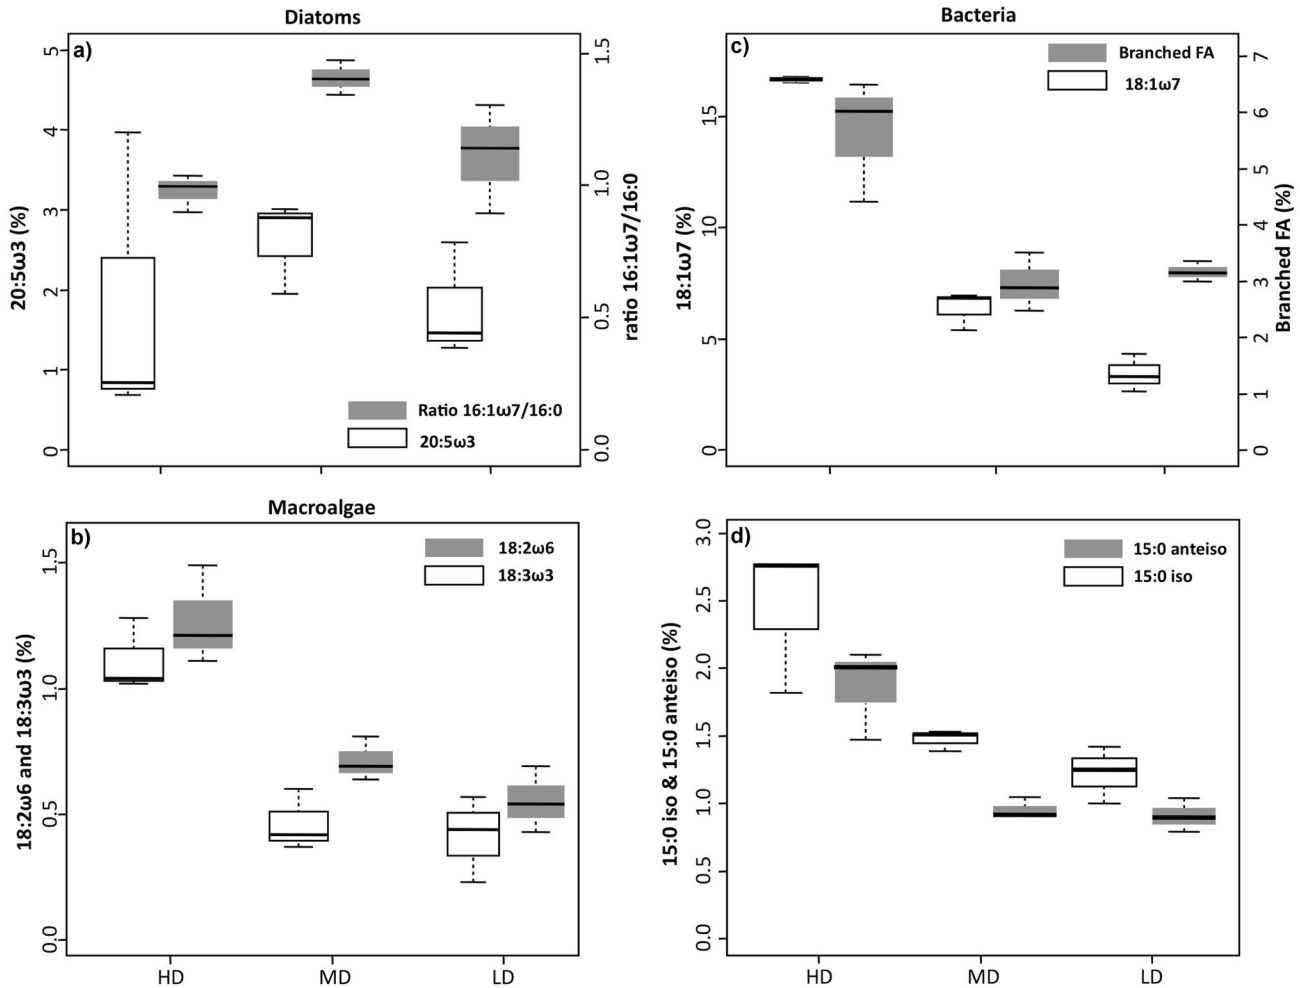 Diatoms
a)
5
4
3
2
1
0
20:5ω3 (%)
1.5
1.0
0.5
0.0
ratio 16:1ω7/16:0
Ratio 16:1ω7/16:0
20:5ω3
Bacteria
c)
15
10
5
0
18:1ω7 (%)
7
6
5
4
3
2
1
0
Branched FA (%)
Branched FA
18:1ω7
Macroalgae
b)
1.5
1.0
0.5
0.0
18:2ω6 and 18:3ω3 (%)
18:2ω6
18:3ω3
HD MD LD
d)
3.0
2.5
2.0
1.5
1.0
0.5
0.0
15:0 iso & 15:0 anteiso (%)
15:0 anteiso
15:0 iso
HD MD LD